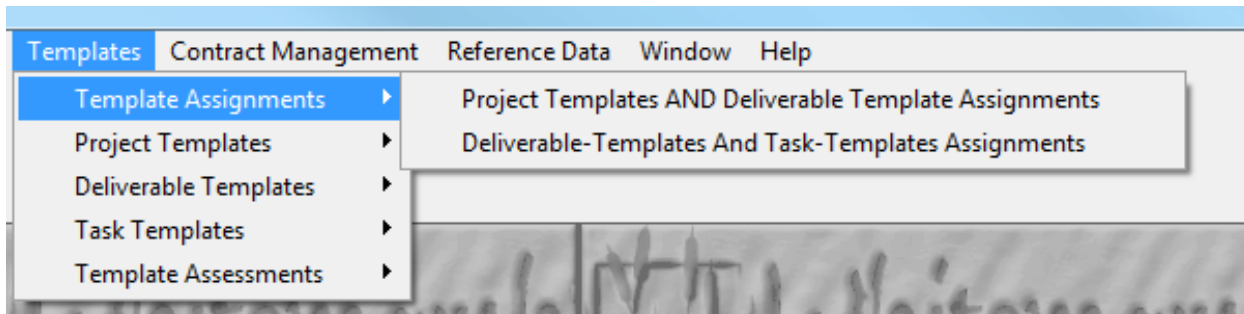 Templates Contract Management Reference Data Window Help
Template Assignments Project Templates AND Deliverable Template Assignments
Project Templates Deliverable-Templates And Task-Templates Assignments
Deliverable Templates
Task Templates
Template Assessments